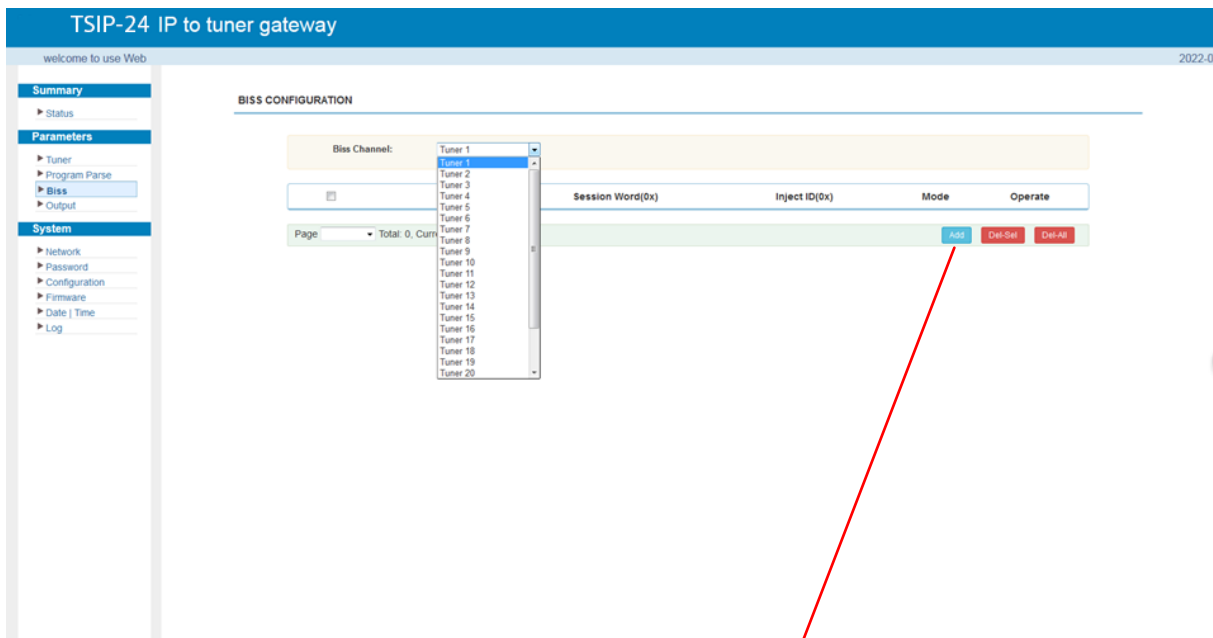 TSIP-24 IP to tuner gateway
welcome to use Web
2022-0
Summary
Status
Parameters
Tuner
Program Parse
Biss
Output
System
Network
Password
Configuration
Firmware
Date | Time
Log
BISS CONFIGURATION
Biss Channel: Tuner 1
Tuner 1
Tuner 2
Tuner 3
Tuner 4
Tuner 5
Tuner 6
Tuner 7
Tuner 8
Tuner 9
Tuner 10
Tuner 11
Tuner 12
Tuner 13
Tuner 14
Tuner 15
Tuner 16
Tuner 17
Tuner 18
Tuner 19
Tuner 20
Session Word(0x) Inject ID(0x) Mode Operate
Page Total: 0, Curr
Add Del-Sel Del-All